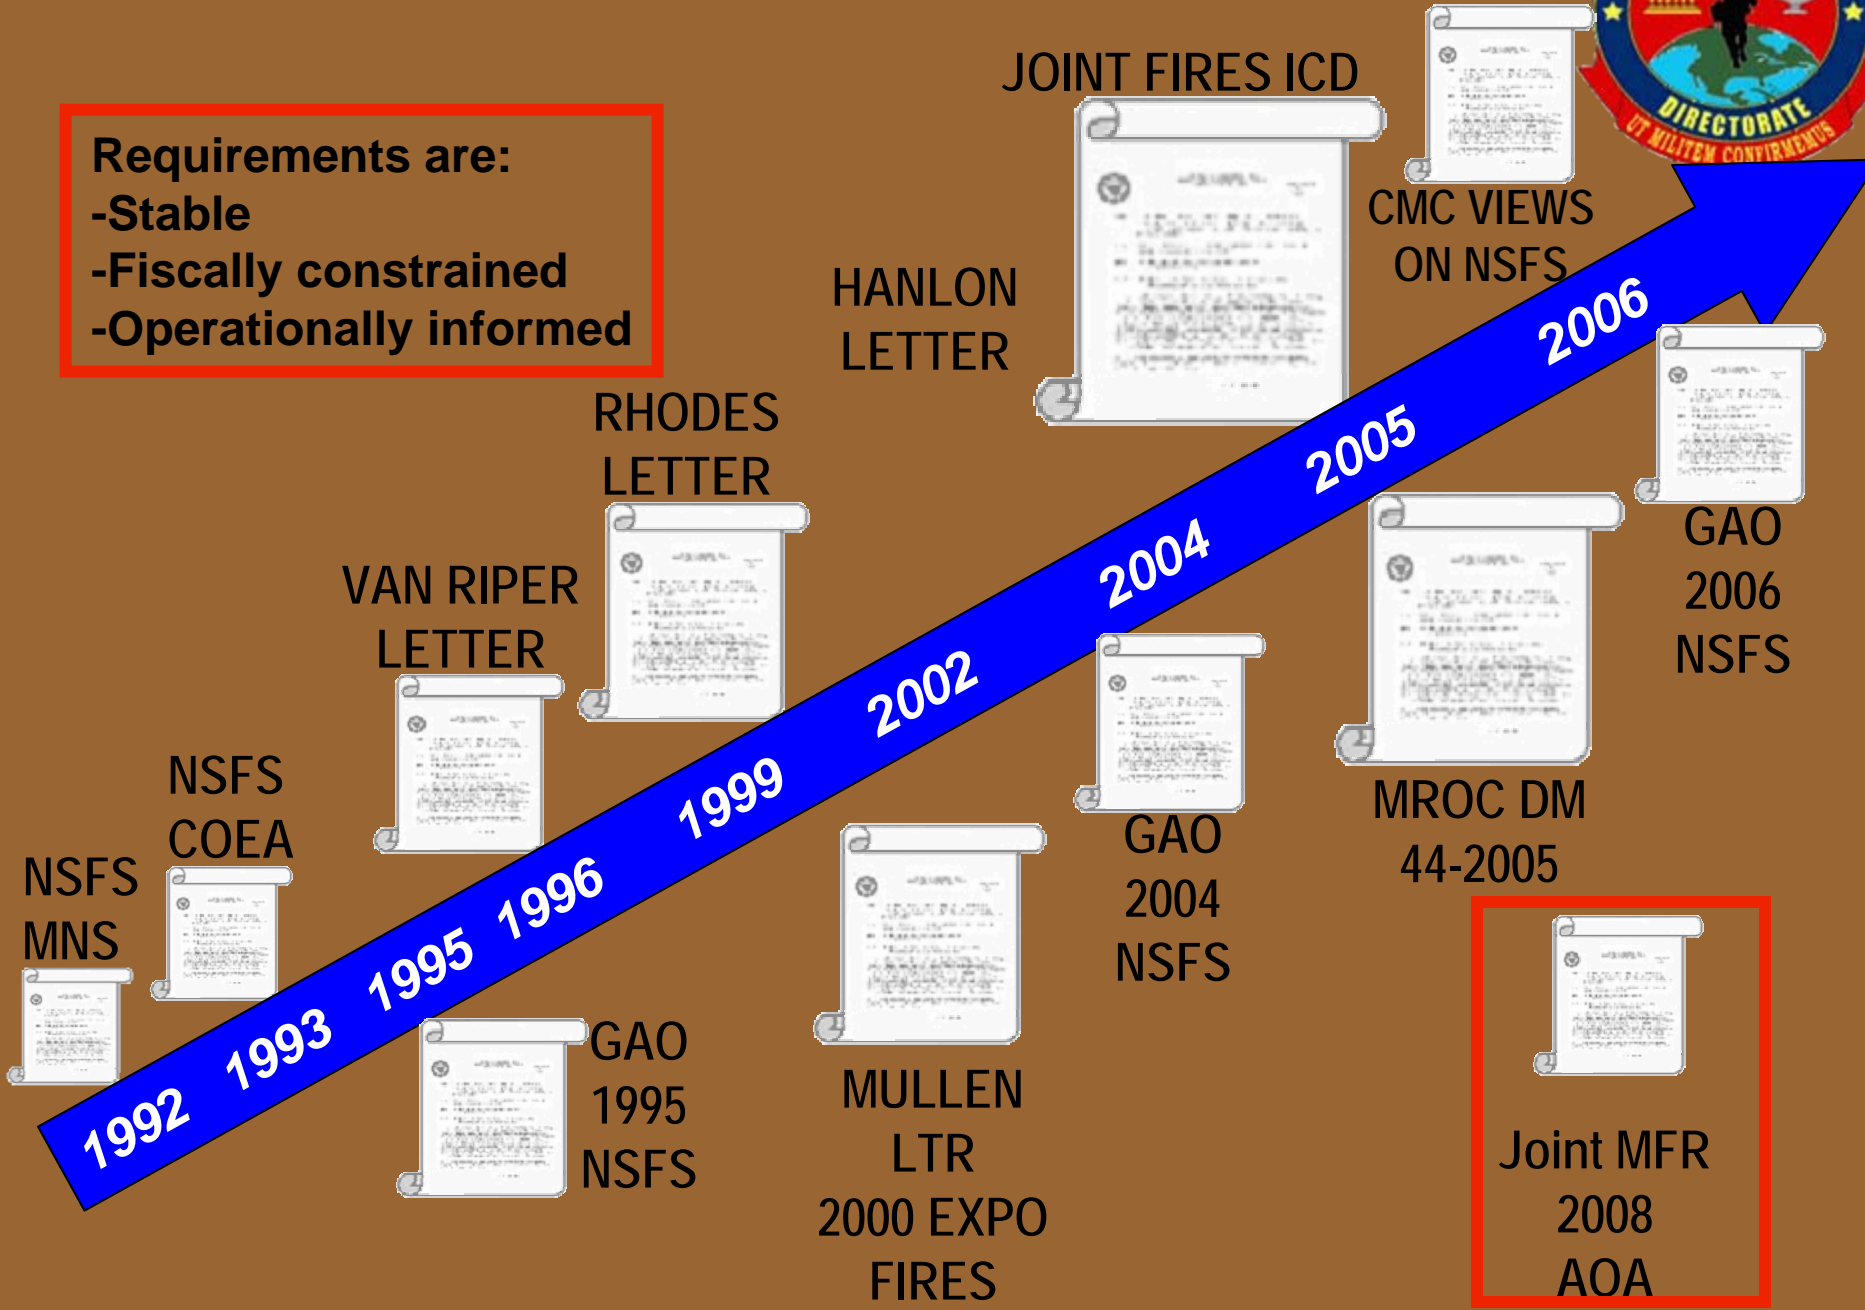 JOINT FIRES ICD
DIRECTORATE
UT MILITEM CONFIRMEMUS
Requirements are:
-Stable
-Fiscally constrained
-Operationally informed
CMC VIEWS
ON NSFS
HANLON
LETTER
RHODES
LETTER
VAN RIPER
LETTER
NSFS
COEA
NSFS
MNS
1992
1993
1995
1996
1999
2002
2004
2005
2006
GAO
2006
NSFS
MROC DM
44-2005
GAO
2004
NSFS
GAO
1995
NSFS
MULLEN
LTR
2000 EXPO
FIRES
Joint MFR
2008
AOA